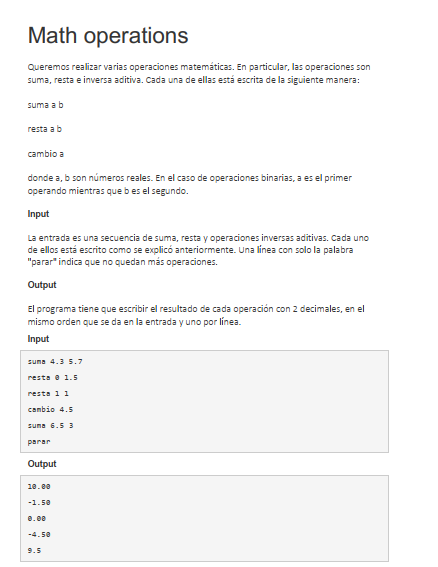 Math operations
Queremos realizar varias operaciones matemáticas. En particular, las operaciones son
suma, resta e inversa aditiva. Cada una de ellas está escrita de la siguiente manera:
suma a b
resta a b
cambio a
donde a, b son números reales. En el caso de operaciones binarias, a es el primer
operando mientras que b es el segundo.
Input
La entrada es una secuencia de suma, resta y operaciones inversas aditivas. Cada uno
de ellos está escrito como se explicó anteriormente. Una línea con solo la palabra
"parar" indica que no quedan más operaciones.
Output
El programa tiene que escribir el resultado de cada operación con 2 decimales, en el
mismo orden que se da en la entrada y uno por línea.
Input
suma 4.3 5.7
resta 0 1.5
resta 1 1
cambio 4.5
suma 6.5 3
parar
Output
10.00
-1.50
0.00
-4.50
9.5